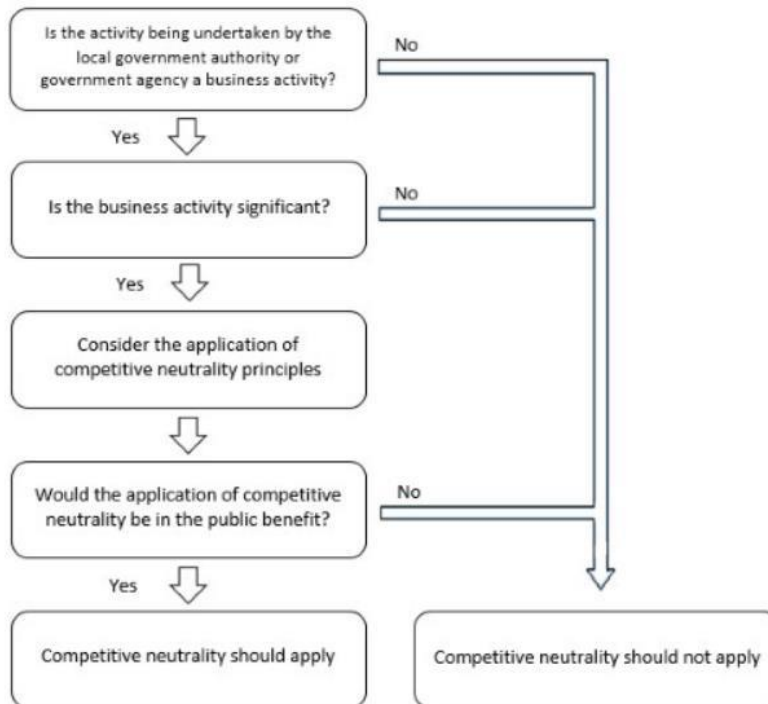 Is the activity being undertaken by the
local government authority or
government agency a business activity?
No
Yes
Is the business activity significant?
No
Yes
Consider the application of
competitive neutrality principles
Would the application of competitive
neutrality be in the public benefit?
No
Yes
Competitive neutrality should apply
Competitive neutrality should not apply